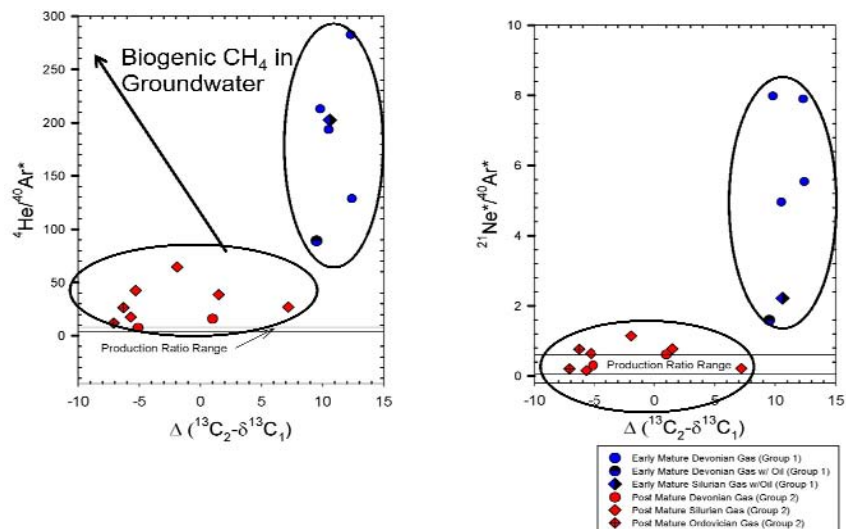 300
250
200
150
100
50
0
⁴He/⁴⁰Ar*
Biogenic CH₄ in
Groundwater
Production Ratio Range
-10 -5 0 5 10 15
Δ (¹³C₂-δ¹³C₁)
10
8
6
4
2
0
²¹Ne*/⁴⁰Ar*
Production Ratio Range
-10 -5 0 5 10 15
Δ (¹³C₂-δ¹³C₁)
Early Mature Devonian Gas (Group 1)
Early Mature Devonian Gas w/ Oil (Group 1)
Early Mature Silurian Gas w/Oil (Group 1)
Post Mature Devonian Gas (Group 2)
Post Mature Silurian Gas (Group 2)
Post Mature Ordovician Gas (Group 2)